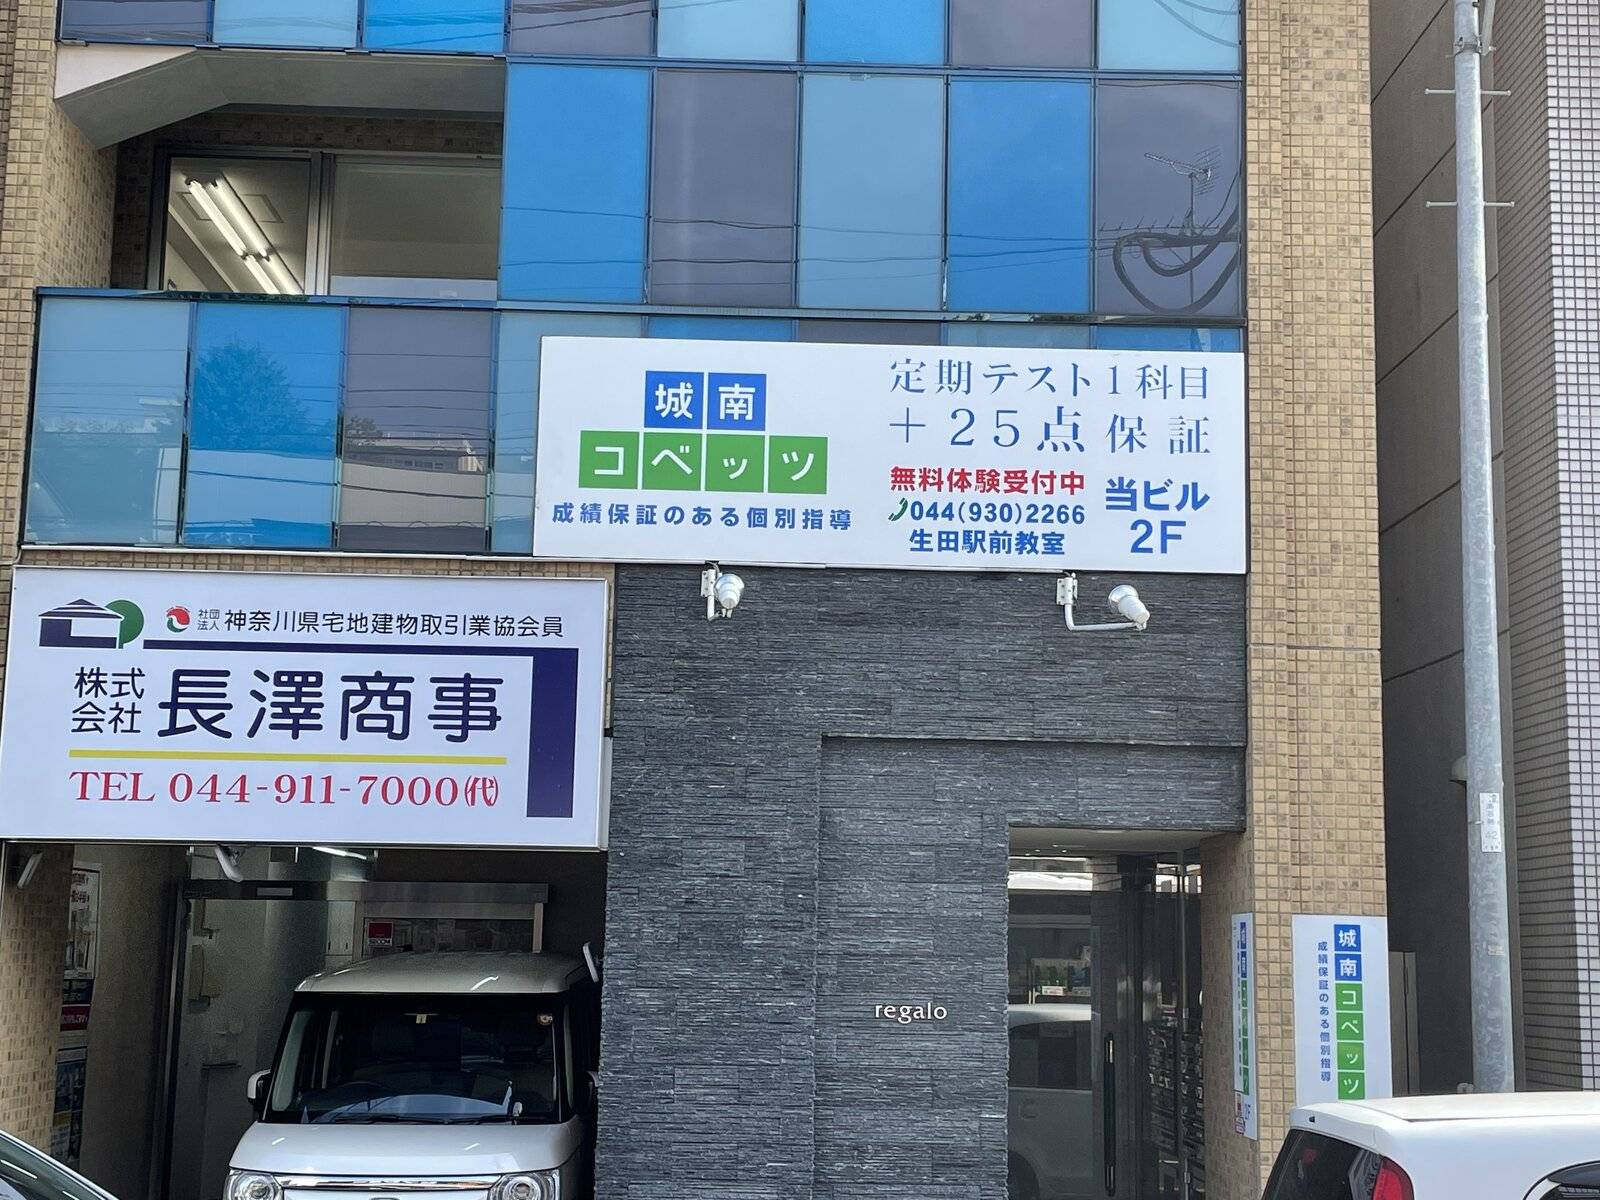 城南
コベッツ
成績保証のある個別指導
定期テスト1科目
+25点保証
無料体験受付中
044(930)2266
生田駅前教室
当ビル
2F
社団
法人
神奈川県宅地建物取引業協会員
株式
会社
長澤商事
TEL 044-911-7000(代)
regalo
城南コベッツ
成績保証のある個別指導
2F
SECOM